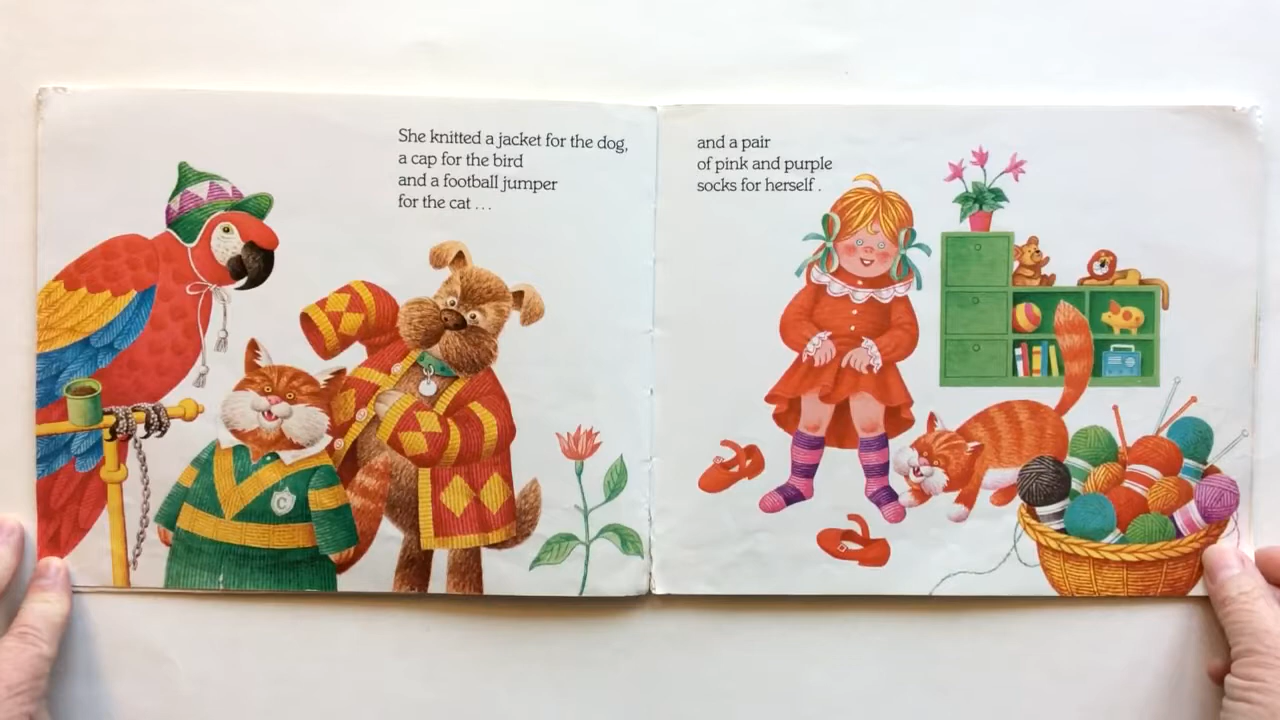 She knitted a jacket for the dog,
a cap for the bird
and a football jumper
for the cat ...
and a pair
of pink and purple
socks for herself .
C